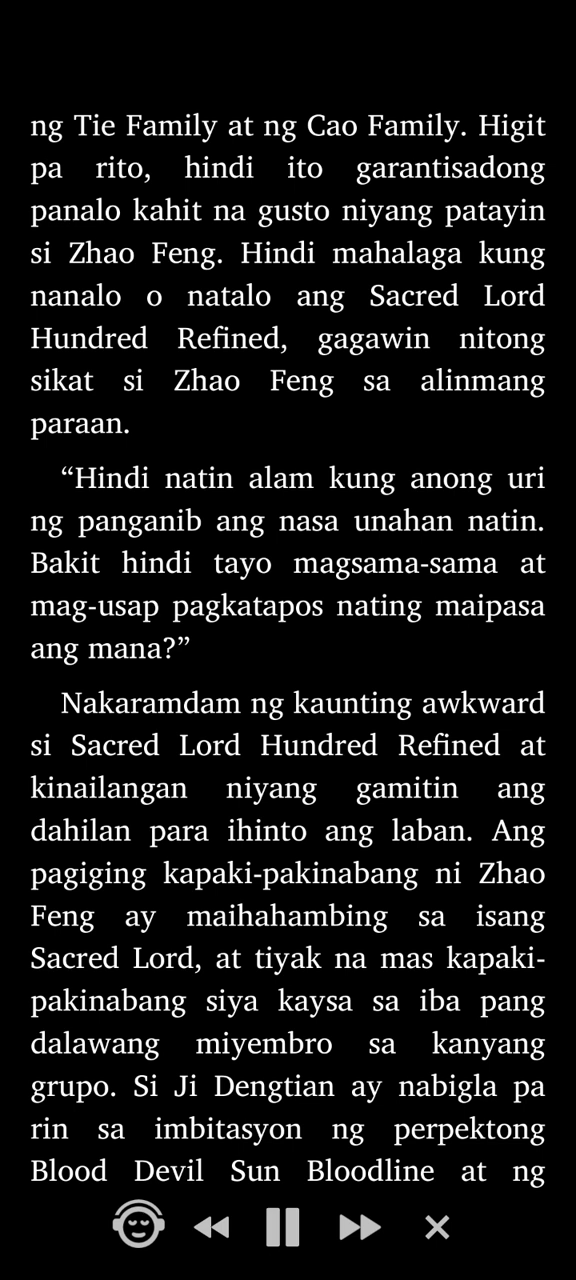 ng Tie Family at ng Cao Family. Higit
pa rito, hindi ito garantisadong
panalo kahit na gusto niyang patayin
si Zhao Feng. Hindi mahalaga kung
nanalo o natalo ang Sacred Lord
Hundred Refined, gagawin nitong
sikat si Zhao Feng sa alinmang
paraan.
“Hindi natin alam kung anong uri
ng panganib ang nasa unahan natin.
Bakit hindi tayo magsama-sama at
mag-usap pagkatapos nating maipasa
ang mana?”
Nakaramdam ng kaunting awkward
si Sacred Lord Hundred Refined at
kinailangan niyang gamitin ang
dahilan para ihinto ang laban. Ang
pagiging kapaki-pakinabang ni Zhao
Feng ay maihahambing sa isang
Sacred Lord, at tiyak na mas kapaki-
pakinabang siya kaysa sa iba pang
dalawang miyembro sa kanyang
grupo. Si Ji Dengtian ay nabigla pa
rin sa imbitasyon ng perpektong
Blood Devil Sun Bloodline at ng